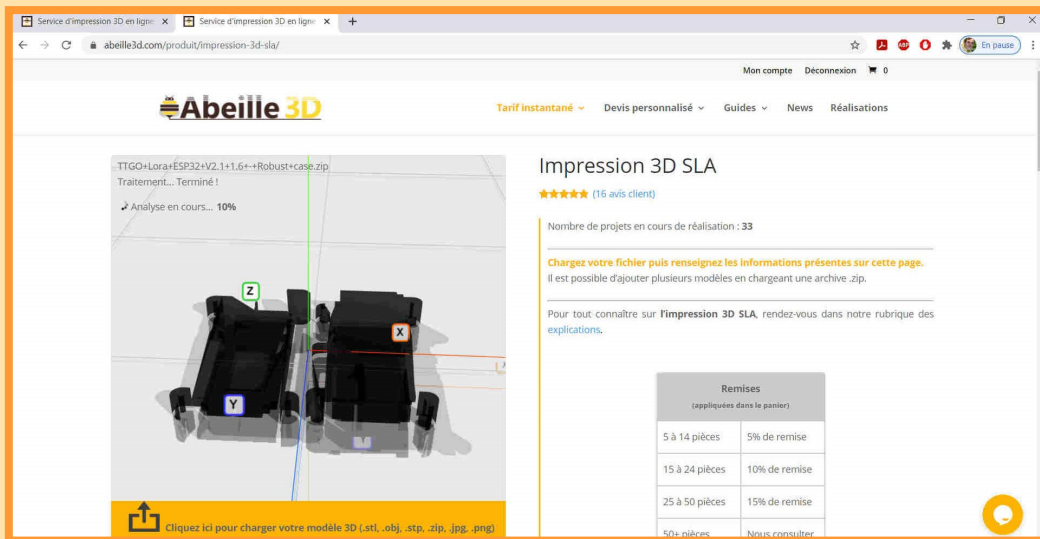 Service d'impression 3D en ligne
Service d'impression 3D en ligne
abeille3d.com/produit/impression-3d-sla/
ABP
En pause
Mon compte Déconnexion 0
Abeille 3D
Tarif instantané Devis personnalisé Guides News Réalisations
TTGO+Lora+ESP32+V2.1+1.6+-+Robust+case.zip
Traitement... Terminé !
Analyse en cours... 10%
Z
X
Y
Impression 3D SLA
(16 avis client)
Nombre de projets en cours de réalisation : 33
Chargez votre fichier puis renseignez les informations présentes sur cette page.
Il est possible d'ajouter plusieurs modèles en chargeant une archive .zip.
Pour tout connaître sur l'impression 3D SLA, rendez-vous dans notre rubrique des
explications.
Remises
(appliquées dans le panier)
5 à 14 pièces 5% de remise
15 à 24 pièces 10% de remise
25 à 50 pièces 15% de remise
50+ pièces Nous consulter
Cliquez ici pour charger votre modèle 3D (.stl, .obj, .stp, .zip, .jpg, .png)